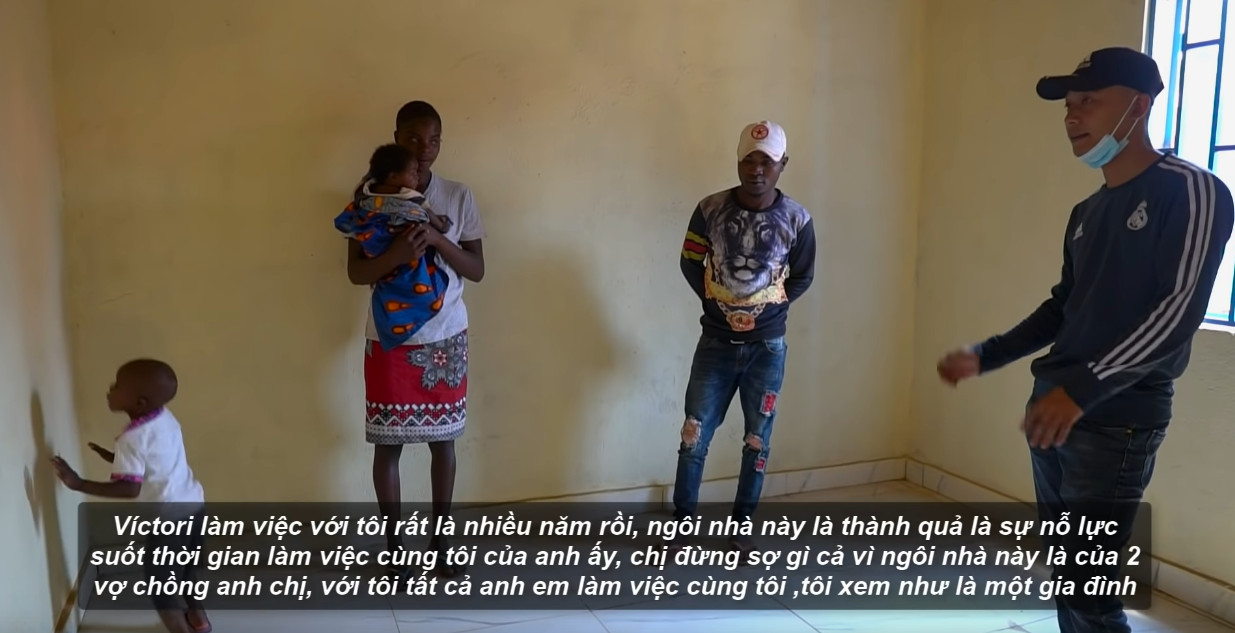 Víctori làm việc với tôi rất là nhiều năm rồi, ngôi nhà này là thành quả là sự nỗ lực
suốt thời gian làm việc cùng tôi của anh ấy, chị đừng sợ gì cả vì ngôi nhà này là của 2
vợ chồng anh chị, với tôi tất cả anh em làm việc cùng tôi ,tôi xem như là một gia đình